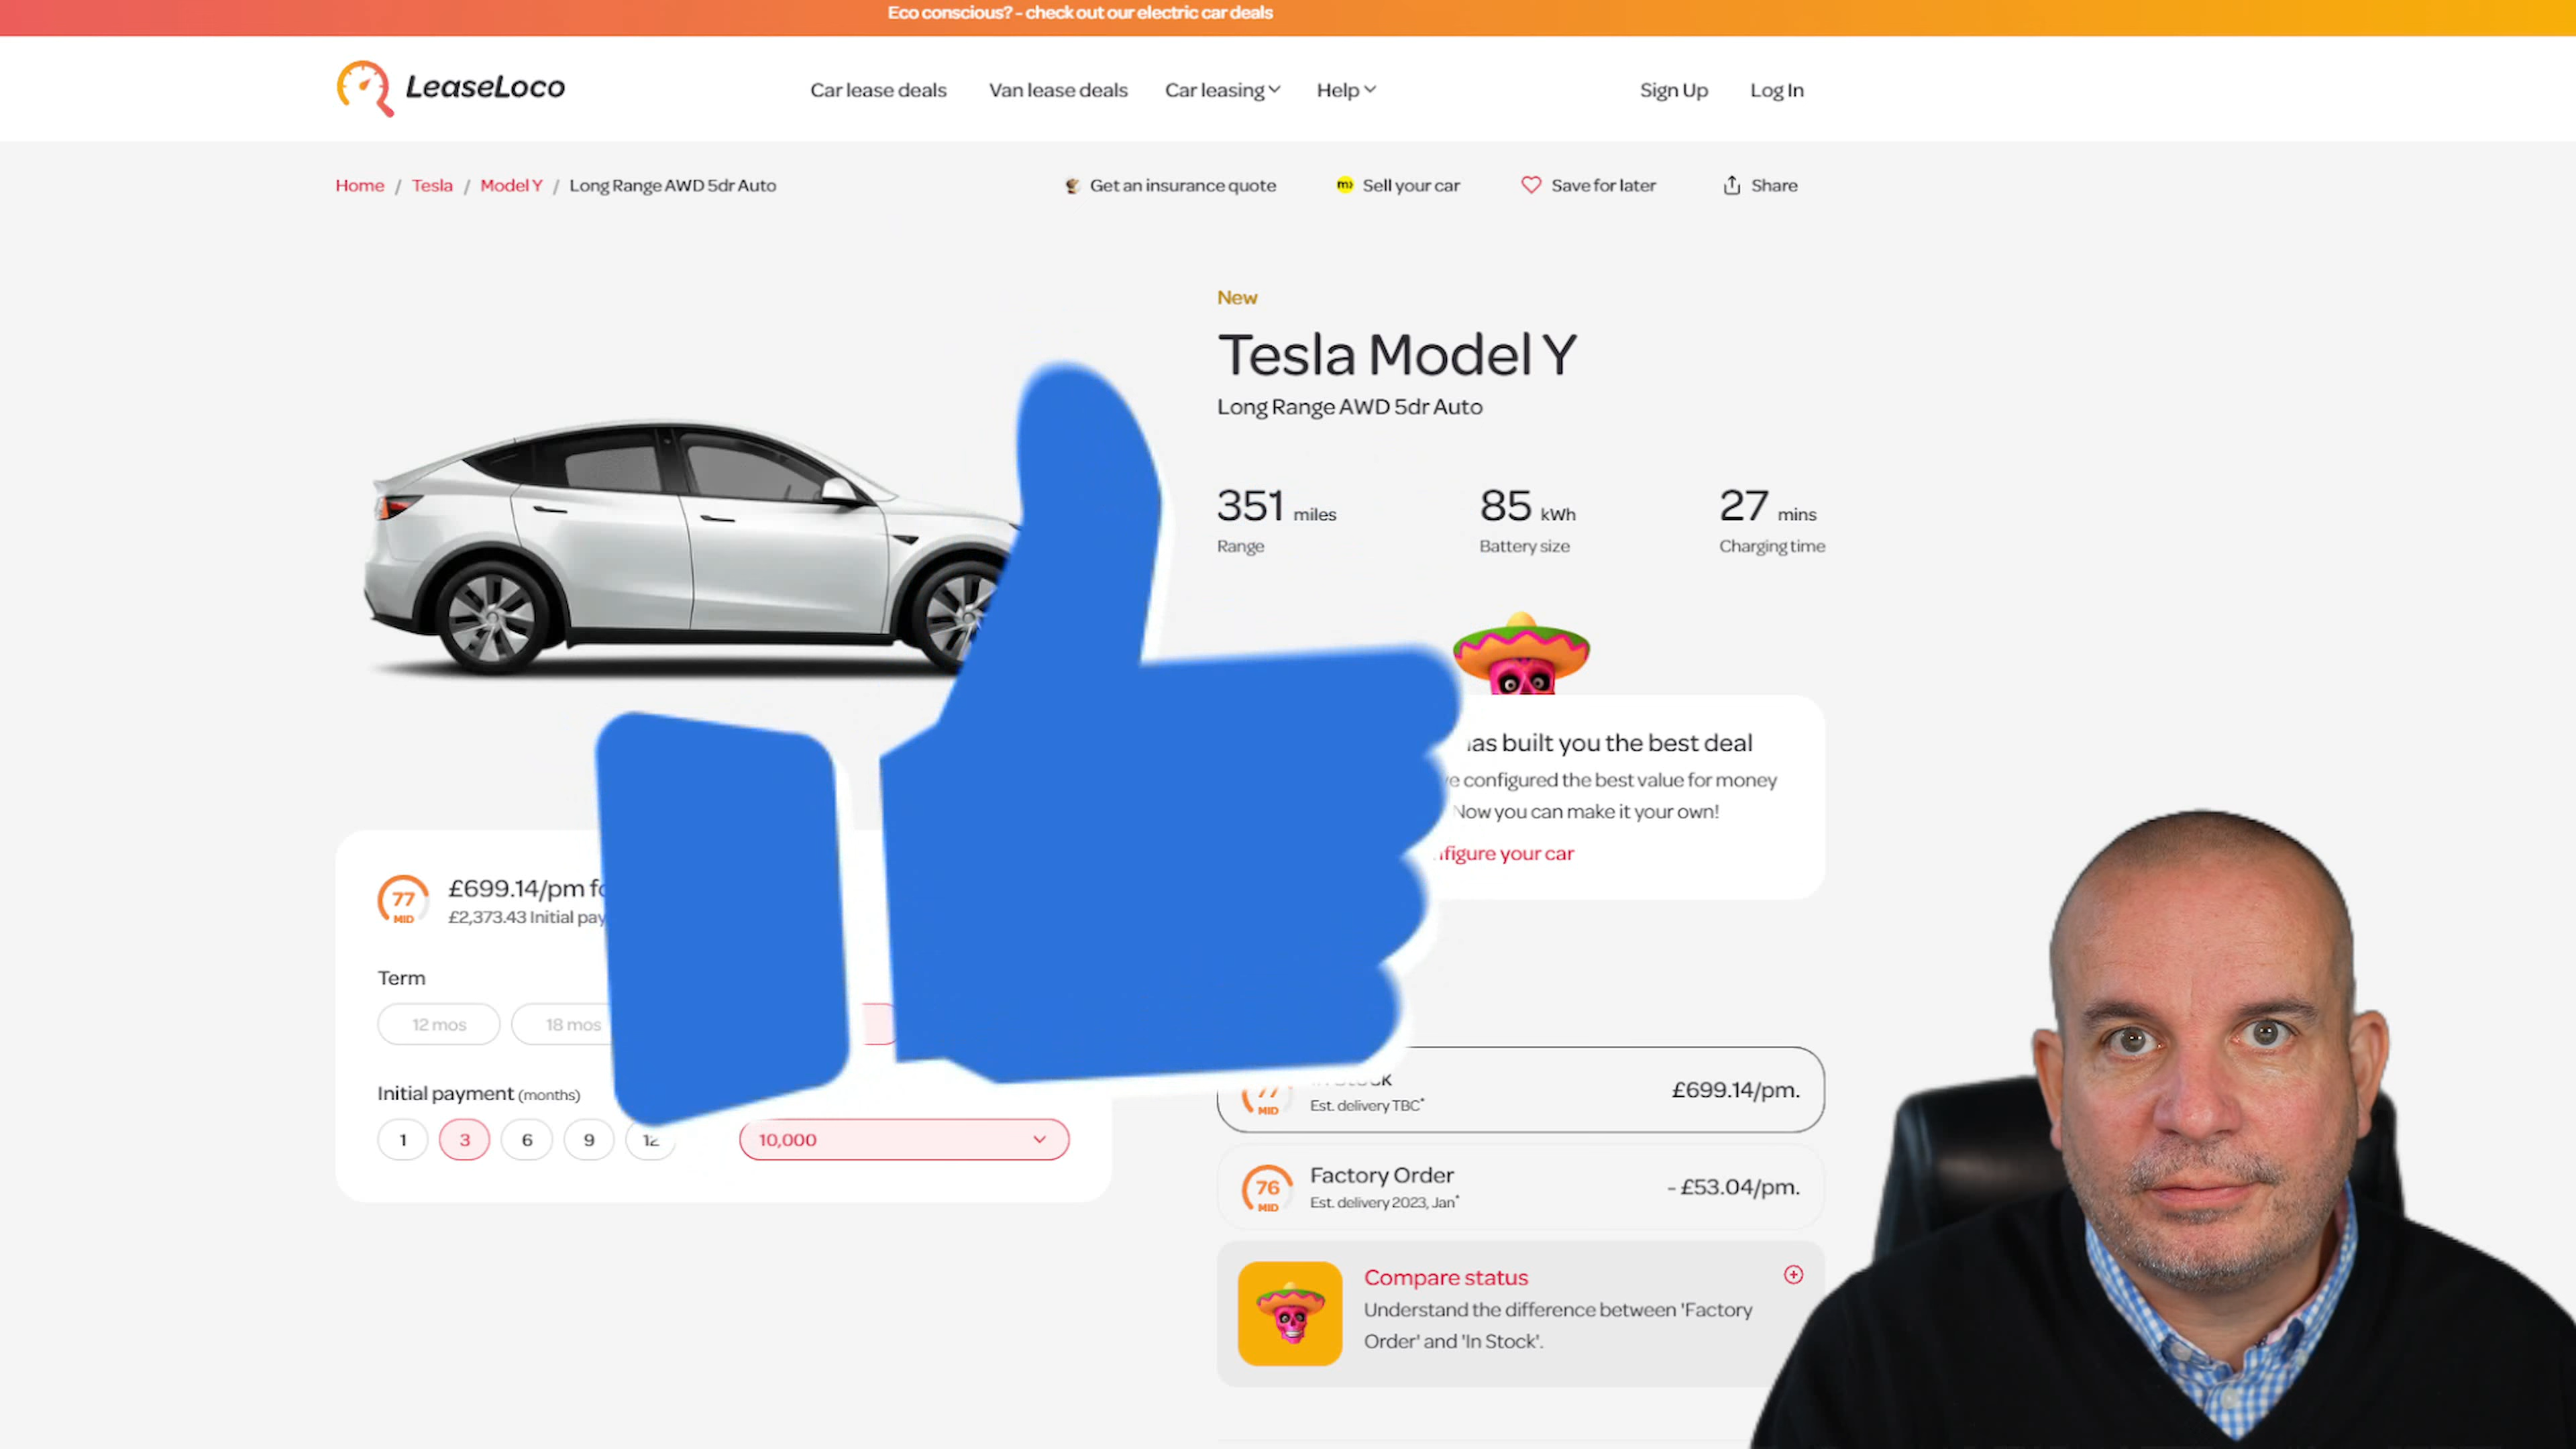 Eco conscious? - check out our electric car deals
LeaseLoco
Car lease deals
Van lease deals
Car leasing
Help
Sign Up
Log In
Home / Tesla / Model Y / Long Range AWD 5dr Auto
Get an insurance quote
m>
Sell your car
Save for later
Share
New
Tesla Model Y
Long Range AWD 5dr Auto
351 miles
Range
85 kWh
Battery size
27 mins
Charging time
built you the best deal
configured the best value for money
Now you can make it your own!
your car
77
MID
£699.14/pm
£2,373.43 Initial
Term
12 mos
18 mos
Initial payment (months)
1
3
6
9
12
10,000
77
MID
Est. delivery TBC*
£699.14/pm.
76
MID
Factory Order
Est. delivery 2023, Jan*
- £53.04/pm.
Compare status
Understand the difference between 'Factory
Order' and 'In Stock'.